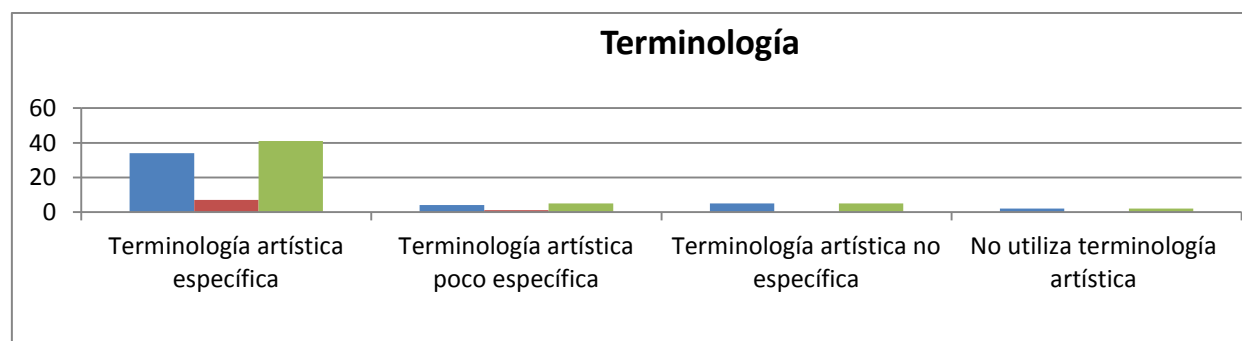 Terminología
60
40
20
0
Terminología artística específica
Terminología artística poco específica
Terminología artística no específica
No utiliza terminología artística